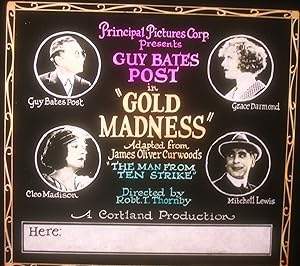 Principal Pictures Corp.
Presents
GUY BATES
POST
in
"GOLD
MADNESS"
Adapted from
James Oliver Curwood's
"THE MAN FROM
TEN STRIKE"
Directed by
Robt. T. Thornby
A Cortland Production
Guy Bates Post
Grace Darmond
Cleo Madison
Mitchell Lewis
Here: